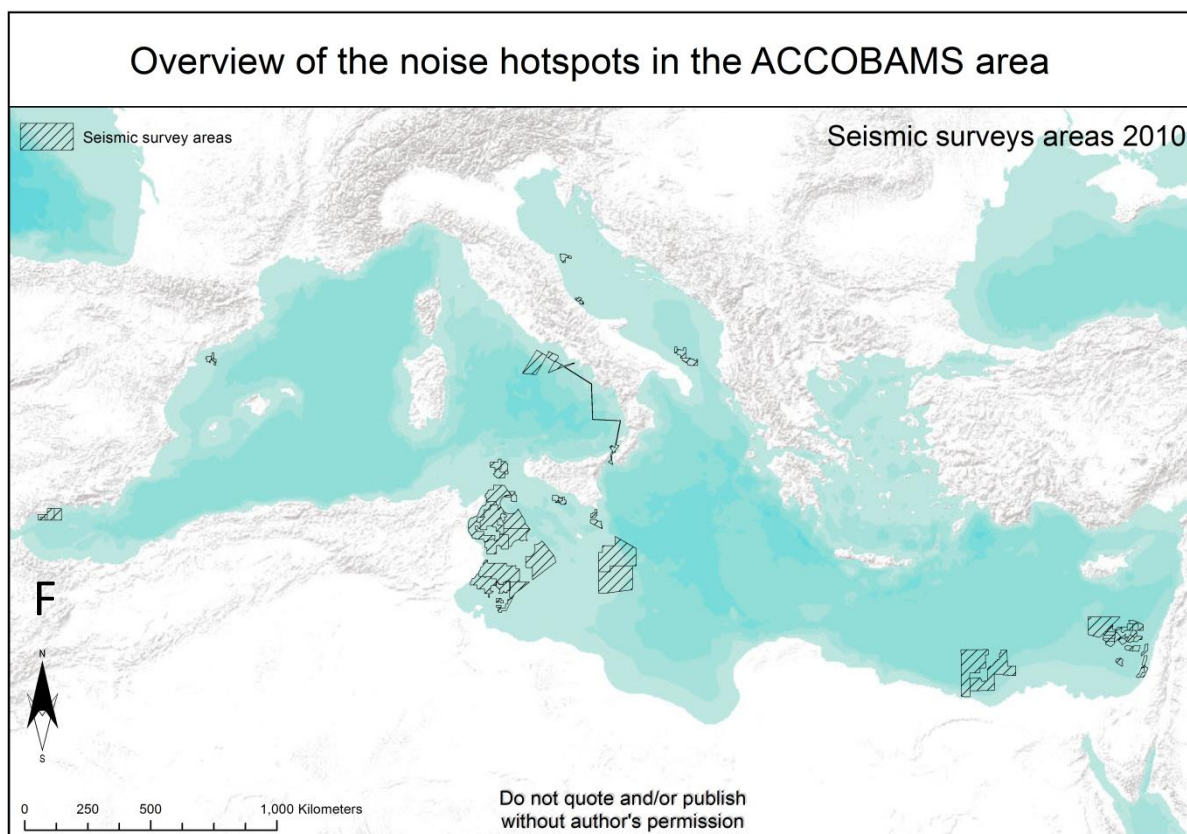 Overview of the noise hotspots in the ACCOBAMS area
Seismic survey areas
Seismic surveys areas 2010
F
N
S
0 250 500 1,000 Kilometers
Do not quote and/or publish
without author's permission